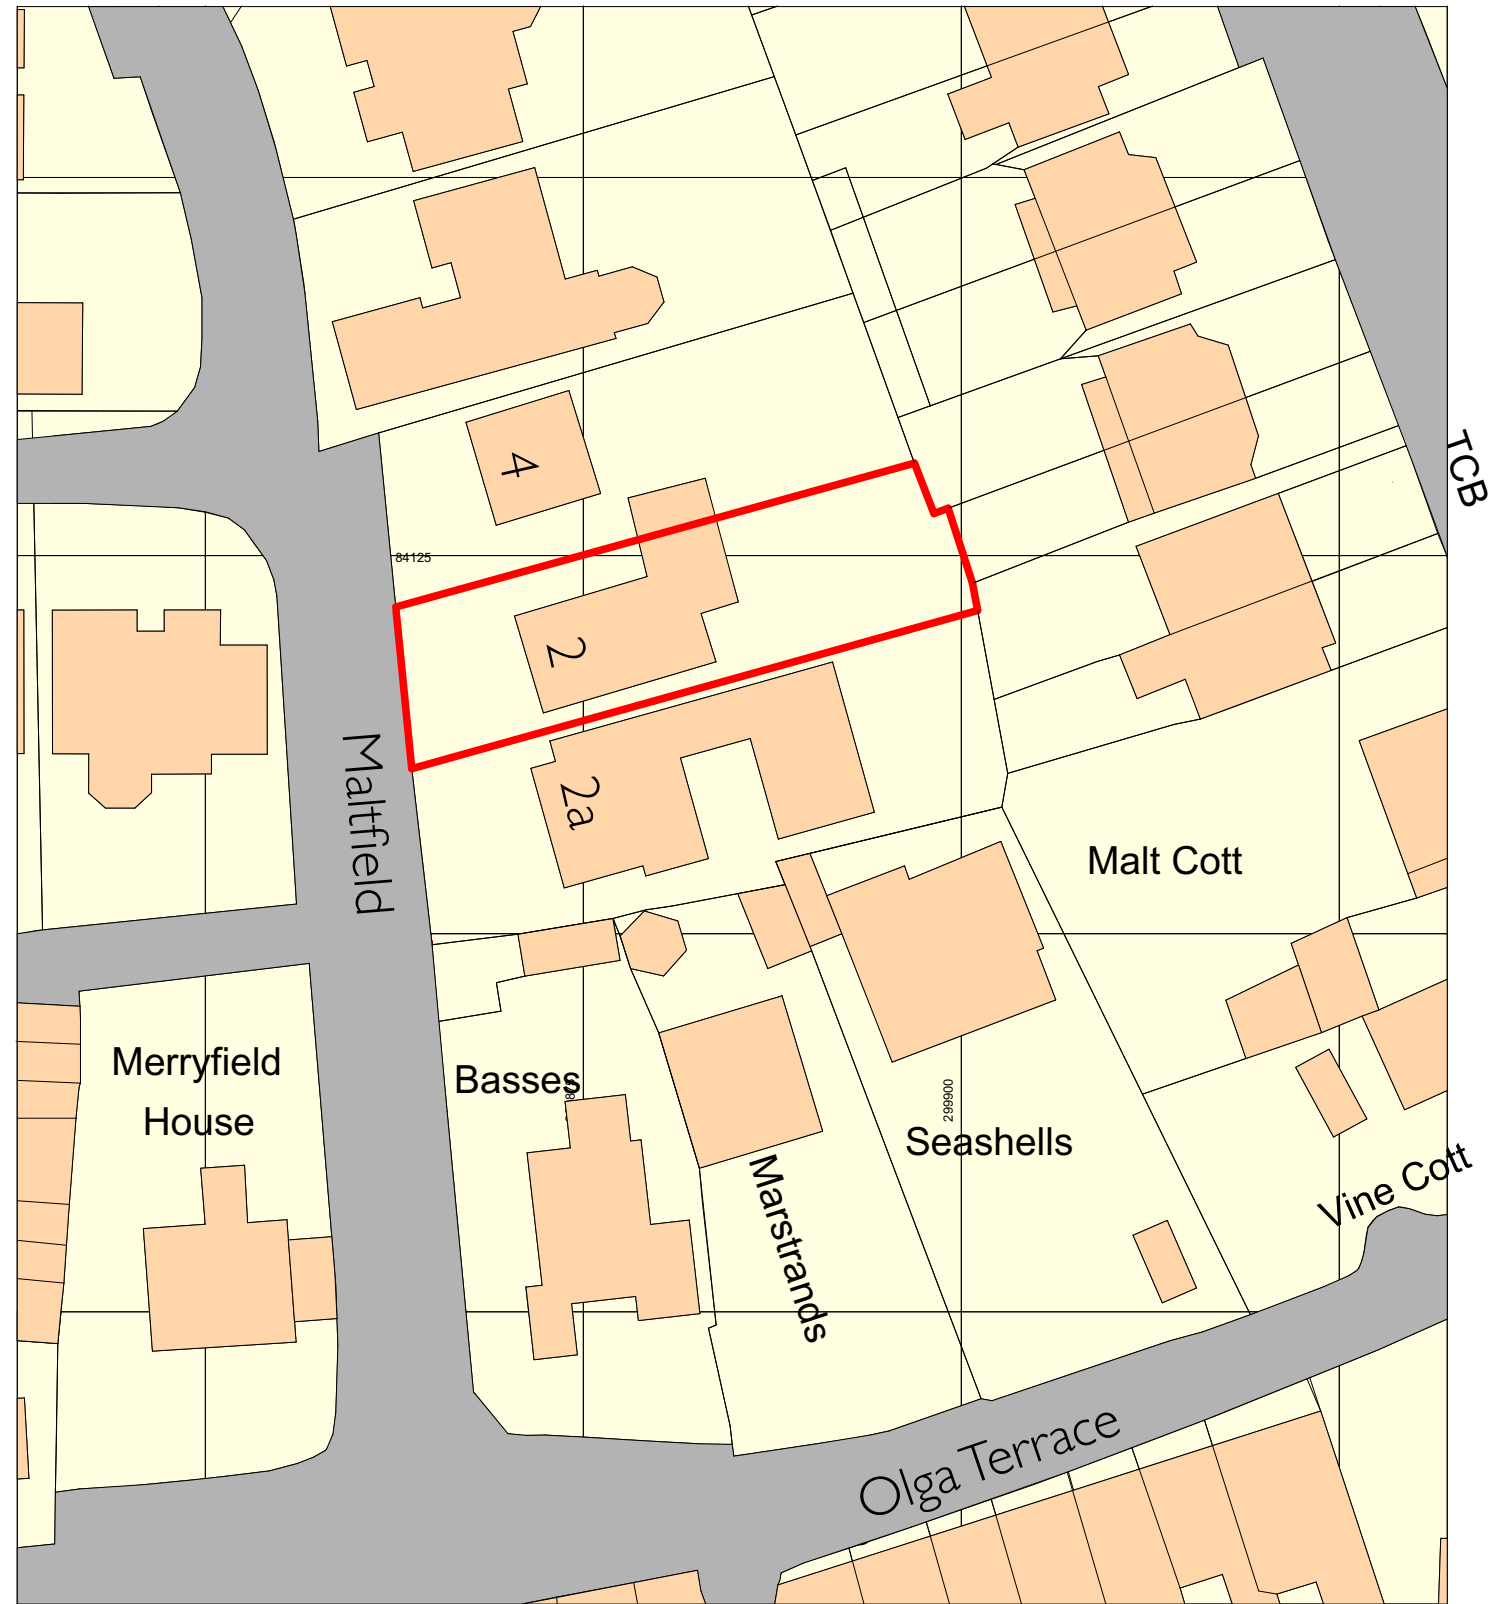 TCB
4
84125
2
Maltfield
2a
Malt Cott
Merryfield
House
Basses
299900
Seashells
Marstrands
Vine Cott
Olga Terrace